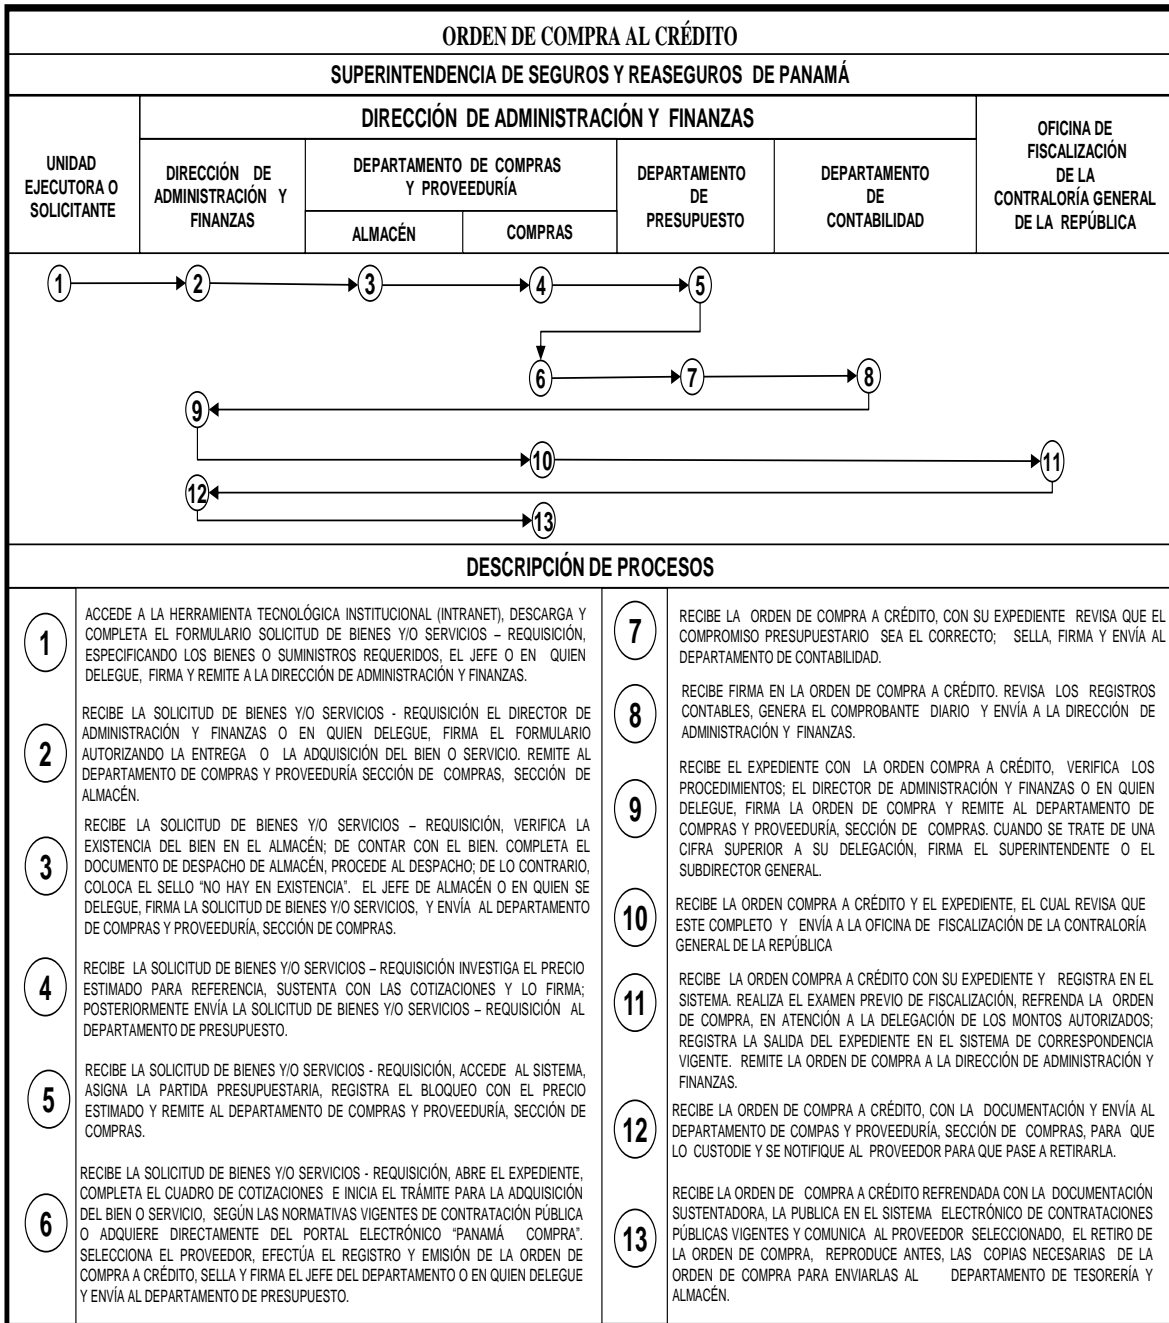 ORDEN DE COMPRA AL CRÉDITO
SUPERINTENDENCIA DE SEGUROS Y REASEGUROS DE PANAMÁ
UNIDAD
EJECUTORA O
SOLICITANTE
DIRECCIÓN DE ADMINISTRACIÓN Y FINANZAS
DIRECCIÓN DE
ADMINISTRACIÓN Y
FINANZAS
DEPARTAMENTO DE COMPRAS
Y PROVEEDURÍA
ALMACÉN
COMPRAS
DEPARTAMENTO
DE
PRESUPUESTO
DEPARTAMENTO
DE
CONTABILIDAD
OFICINA DE
FISCALIZACIÓN
DE LA
CONTRALORÍA GENERAL
DE LA REPÚBLICA
1
2
3
4
5
6
7
8
9
10
11
12
13
DESCRIPCIÓN DE PROCESOS
1
ACCEDE A LA HERRAMIENTA TECNOLÓGICA INSTITUCIONAL (INTRANET), DESCARGA Y
COMPLETA EL FORMULARIO SOLICITUD DE BIENES Y/O SERVICIOS – REQUISICIÓN,
ESPECIFICANDO LOS BIENES O SUMINISTROS REQUERIDOS, EL JEFE O EN QUIEN
DELEGUE, FIRMA Y REMITE A LA DIRECCIÓN DE ADMINISTRACIÓN Y FINANZAS.
2
RECIBE LA SOLICITUD DE BIENES Y/O SERVICIOS - REQUISICIÓN EL DIRECTOR DE
ADMINISTRACIÓN Y FINANZAS O EN QUIEN DELEGUE, FIRMA EL FORMULARIO
AUTORIZANDO LA ENTREGA O LA ADQUISICIÓN DEL BIEN O SERVICIO. REMITE AL
DEPARTAMENTO DE COMPRAS Y PROVEEDURÍA SECCIÓN DE COMPRAS, SECCIÓN DE
ALMACÉN.
3
RECIBE LA SOLICITUD DE BIENES Y/O SERVICIOS – REQUISICIÓN, VERIFICA LA
EXISTENCIA DEL BIEN EN EL ALMACÉN; DE CONTAR CON EL BIEN. COMPLETA EL
DOCUMENTO DE DESPACHO DE ALMACÉN, PROCEDE AL DESPACHO; DE LO CONTRARIO,
COLOCA EL SELLO “NO HAY EN EXISTENCIA”. EL JEFE DE ALMACÉN O EN QUIEN SE
DELEGUE, FIRMA LA SOLICITUD DE BIENES Y/O SERVICIOS, Y ENVÍA AL DEPARTAMENTO
DE COMPRAS Y PROVEEDURÍA, SECCIÓN DE COMPRAS.
4
RECIBE LA SOLICITUD DE BIENES Y/O SERVICIOS – REQUISICIÓN INVESTIGA EL PRECIO
ESTIMADO PARA REFERENCIA, SUSTENTA CON LAS COTIZACIONES Y LO FIRMA;
POSTERIORMENTE ENVÍA LA SOLICITUD DE BIENES Y/O SERVICIOS – REQUISICIÓN AL
DEPARTAMENTO DE PRESUPUESTO.
5
RECIBE LA SOLICITUD DE BIENES Y/O SERVICIOS - REQUISICIÓN, ACCEDE AL SISTEMA,
ASIGNA LA PARTIDA PRESUPUESTARIA, REGISTRA EL BLOQUEO CON EL PRECIO
ESTIMADO Y REMITE AL DEPARTAMENTO DE COMPRAS Y PROVEEDURÍA, SECCIÓN DE
COMPRAS.
6
RECIBE LA SOLICITUD DE BIENES Y/O SERVICIOS - REQUISICIÓN, ABRE EL EXPEDIENTE,
COMPLETA EL CUADRO DE COTIZACIONES E INICIA EL TRÁMITE PARA LA ADQUISICIÓN
DEL BIEN O SERVICIO, SEGÚN LAS NORMATIVAS VIGENTES DE CONTRATACIÓN PÚBLICA
O ADQUIERE DIRECTAMENTE DEL PORTAL ELECTRÓNICO “PANAMÁ COMPRA”.
SELECCIONA EL PROVEEDOR, EFECTÚA EL REGISTRO Y EMISIÓN DE LA ORDEN DE
COMPRA A CRÉDITO, SELLA Y FIRMA EL JEFE DEL DEPARTAMENTO O EN QUIEN DELEGUE
Y ENVÍA AL DEPARTAMENTO DE PRESUPUESTO.
7
RECIBE LA ORDEN DE COMPRA A CRÉDITO, CON SU EXPEDIENTE REVISA QUE EL
COMPROMISO PRESUPUESTARIO SEA EL CORRECTO; SELLA, FIRMA Y ENVÍA AL
DEPARTAMENTO DE CONTABILIDAD.
8
RECIBE FIRMA EN LA ORDEN DE COMPRA A CRÉDITO. REVISA LOS REGISTROS
CONTABLES, GENERA EL COMPROBANTE DIARIO Y ENVÍA A LA DIRECCIÓN DE
ADMINISTRACIÓN Y FINANZAS.
9
RECIBE EL EXPEDIENTE CON LA ORDEN COMPRA A CRÉDITO, VERIFICA LOS
PROCEDIMIENTOS; EL DIRECTOR DE ADMINISTRACIÓN Y FINANZAS O EN QUIEN
DELEGUE, FIRMA LA ORDEN DE COMPRA Y REMITE AL DEPARTAMENTO DE
COMPRAS Y PROVEEDURÍA, SECCIÓN DE COMPRAS. CUANDO SE TRATE DE UNA
CIFRA SUPERIOR A SU DELEGACIÓN, FIRMA EL SUPERINTENDENTE O EL
SUBDIRECTOR GENERAL.
10
RECIBE LA ORDEN COMPRA A CRÉDITO Y EL EXPEDIENTE, EL CUAL REVISA QUE
ESTE COMPLETO Y ENVÍA A LA OFICINA DE FISCALIZACIÓN DE LA CONTRALORÍA
GENERAL DE LA REPÚBLICA
11
RECIBE LA ORDEN COMPRA A CRÉDITO CON SU EXPEDIENTE Y REGISTRA EN EL
SISTEMA. REALIZA EL EXAMEN PREVIO DE FISCALIZACIÓN, REFRENDA LA ORDEN
DE COMPRA, EN ATENCIÓN A LA DELEGACIÓN DE LOS MONTOS AUTORIZADOS;
REGISTRA LA SALIDA DEL EXPEDIENTE EN EL SISTEMA DE CORRESPONDENCIA
VIGENTE. REMITE LA ORDEN DE COMPRA A LA DIRECCIÓN DE ADMINISTRACIÓN Y
FINANZAS.
12
RECIBE LA ORDEN DE COMPRA A CRÉDITO, CON LA DOCUMENTACIÓN Y ENVÍA AL
DEPARTAMENTO DE COMPAS Y PROVEEDURÍA, SECCIÓN DE COMPRAS, PARA QUE
LO CUSTODIE Y SE NOTIFIQUE AL PROVEEDOR PARA QUE PASE A RETIRARLA.
13
RECIBE LA ORDEN DE COMPRA A CRÉDITO REFRENDADA CON LA DOCUMENTACIÓN
SUSTENTADORA, LA PUBLICA EN EL SISTEMA ELECTRÓNICO DE CONTRATACIONES
PÚBLICAS VIGENTES Y COMUNICA AL PROVEEDOR SELECCIONADO, EL RETIRO DE
LA ORDEN DE COMPRA, REPRODUCE ANTES, LAS COPIAS NECESARIAS DE LA
ORDEN DE COMPRA PARA ENVIARLAS AL DEPARTAMENTO DE TESORERÍA Y
ALMACÉN.